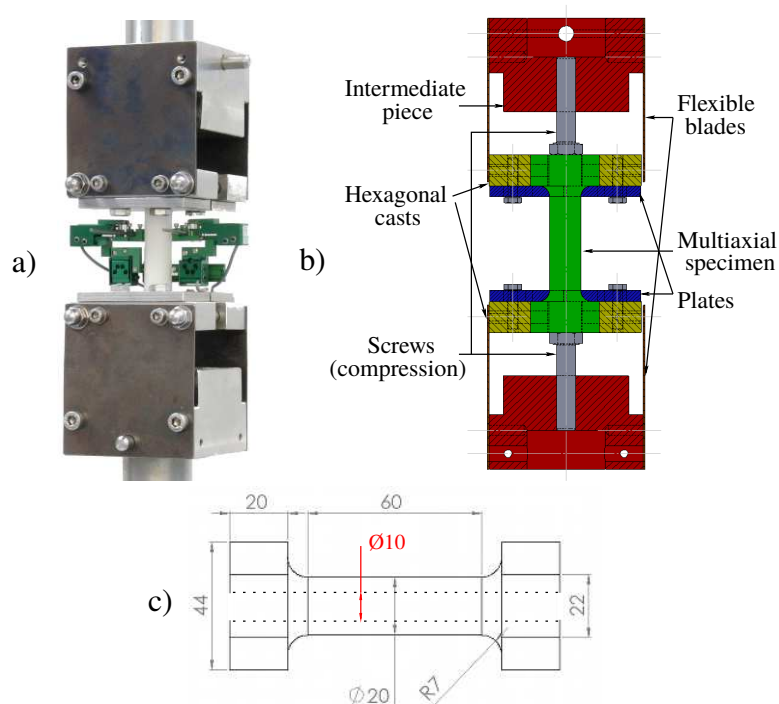 a)
b)
Intermediate
piece
Hexagonal
casts
Screws
(compression)
Flexible
blades
Multiaxial
specimen
Plates
c)
20
60
Ø10
44
22
Ø20
R7